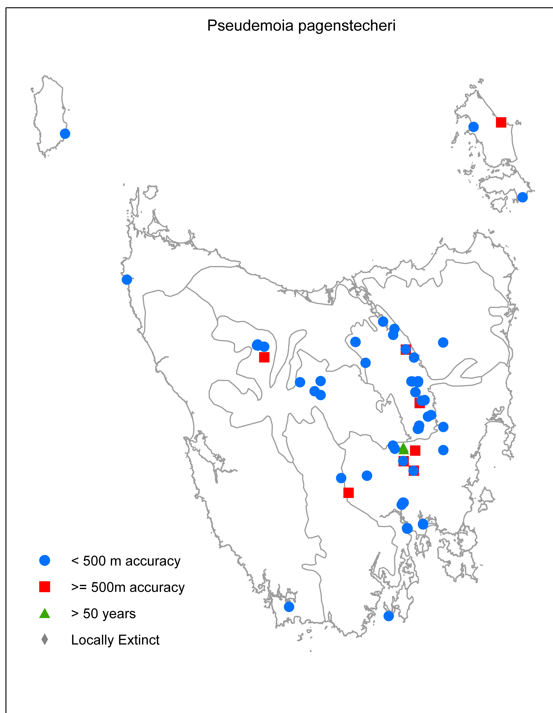 Pseudemoia pagenstecheri
< 500 m accuracy
>= 500m accuracy
> 50 years
Locally Extinct